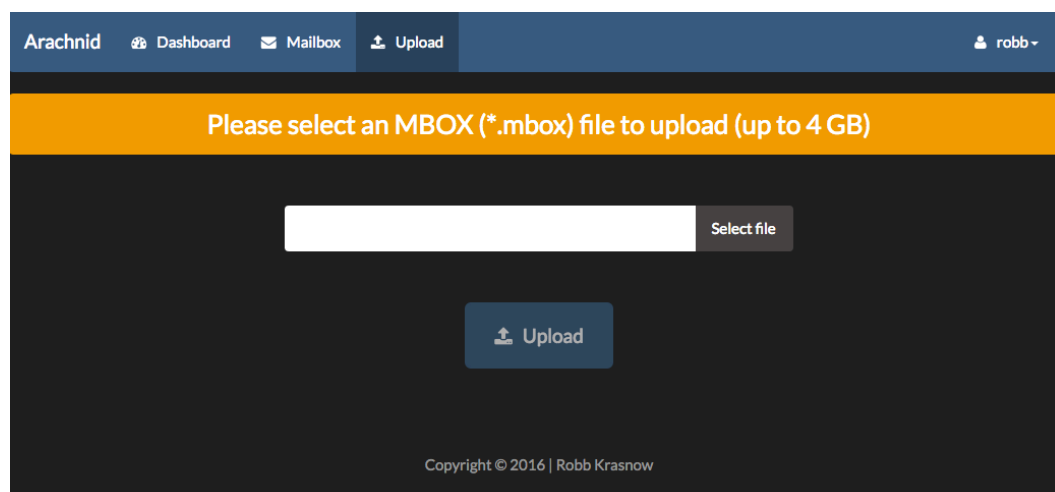 Arachnid Dashboard Mailbox Upload robb
Please select an MBOX (*.mbox) file to upload (up to 4 GB)
Select file
Upload
Copyright © 2016 | Robb Krasnow